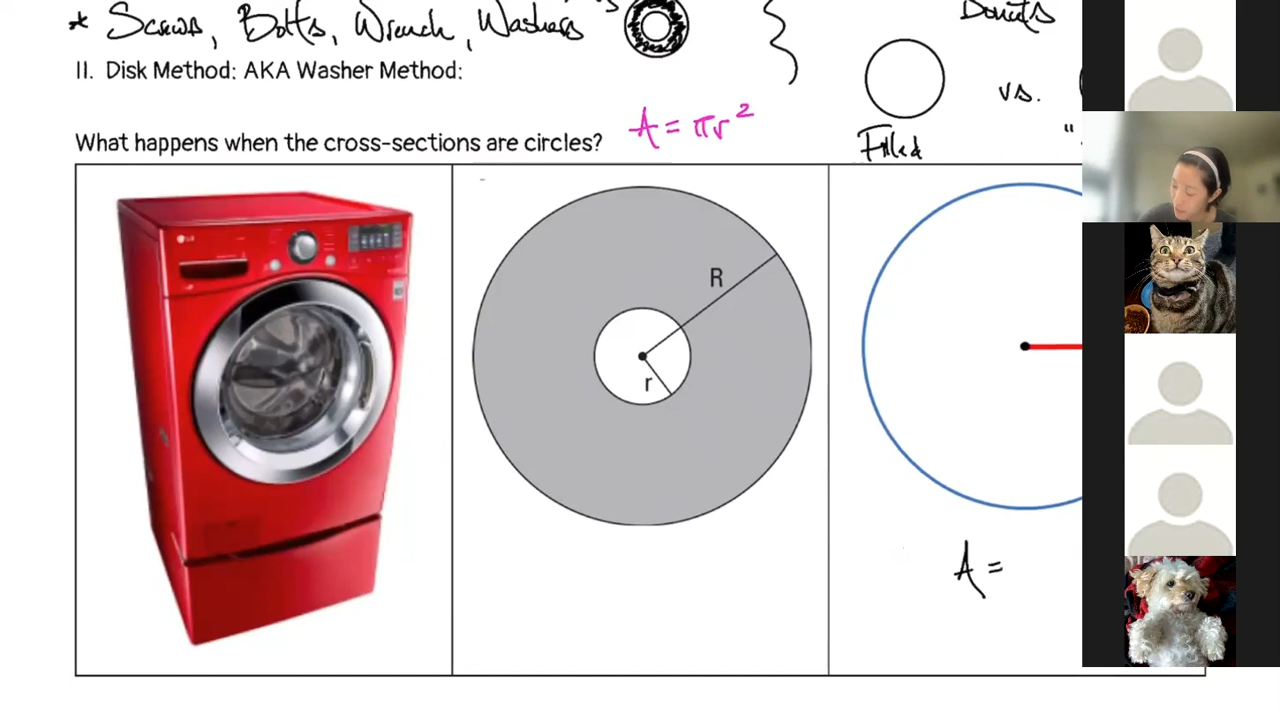 * Screws, Bolts, Wrench, Washers
Donuts
II. Disk Method: AKA Washer Method:
vs.
A = πr²
What happens when the cross-sections are circles?
Filled
LG
R
r
A =